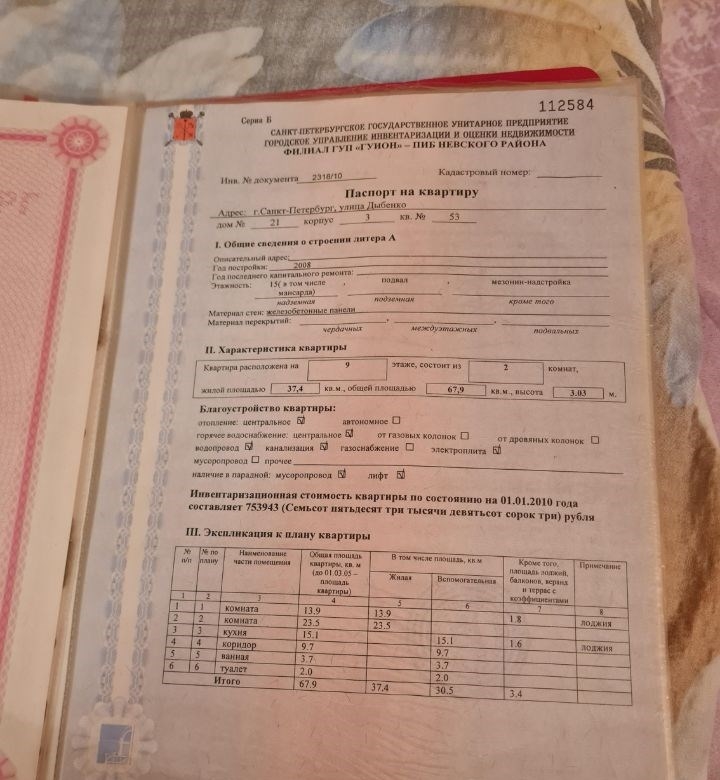 112584
Серия Б
САНКТ-ПЕТЕРБУРГСКОЕ ГОСУДАРСТВЕННОЕ УНИТАРНОЕ ПРЕДПРИЯТИЕ
ГОРОДСКОЕ УПРАВЛЕНИЕ ИНВЕНТАРИЗАЦИИ И ОЦЕНКИ НЕДВИЖИМОСТИ
ФИЛИАЛ ГУП «ГУИОН» – ПИБ НЕВСКОГО РАЙОНА
Инв. № документа 2318/10 Кадастровый номер:
Паспорт на квартиру
Адрес: г.Санкт-Петербург, улица Дыбенко
дом № 21 корпус 3 кв. № 53
I. Общие сведения о строении литера А
Описательный адрес:
Год постройки: 2008
Год последнего капитального ремонта:
Этажность: 15( в том числе , подвал , мезонин-надстройка
мансарда)
надземная подземная кроме того
Материал стен: железобетонные панели
Материал перекрытий: , ,
чердачных междуэтажных подвальных
II. Характеристика квартиры
Квартира расположена на 9 этаже, состоит из 2 комнат,
жилой площадью 37,4 кв.м., общей площадью 67,9 кв.м., высота 3.03 м.
Благоустройство квартиры:
отопление: центральное ☑ автономное ☐
горячее водоснабжение: центральное ☑ от газовых колонок ☐ от дровяных колонок ☐
водопровод ☑ канализация ☑ газоснабжение ☐ электроплита ☑
мусоропровод ☐ прочее
наличие в парадной: мусоропровод ☑ лифт ☑
Инвентаризационная стоимость квартиры по состоянию на 01.01.2010 года
составляет 753943 (Семьсот пятьдесят три тысячи девятьсот сорок три) рубля
III. Экспликация к плану квартиры
№ п/п № по плану Наименование части помещения Общая площадь квартиры, кв. м (до 01.03.05 – площадь квартиры) В том числе площадь, кв.м Жилая Вспомогательная Кроме того, площадь лоджий, балконов, веранд и террас с коэффициентами Примечание
1 2 3 4 5 6 7 8
1 1 комната 13.9 13.9 1.8 лоджия
2 2 комната 23.5 23.5
3 3 кухня 15.1 15.1 1.6 лоджия
4 4 коридор 9.7 9.7
5 5 ванная 3.7 3.7
6 6 туалет 2.0 2.0
Итого 67.9 37,4 30.5 3.4